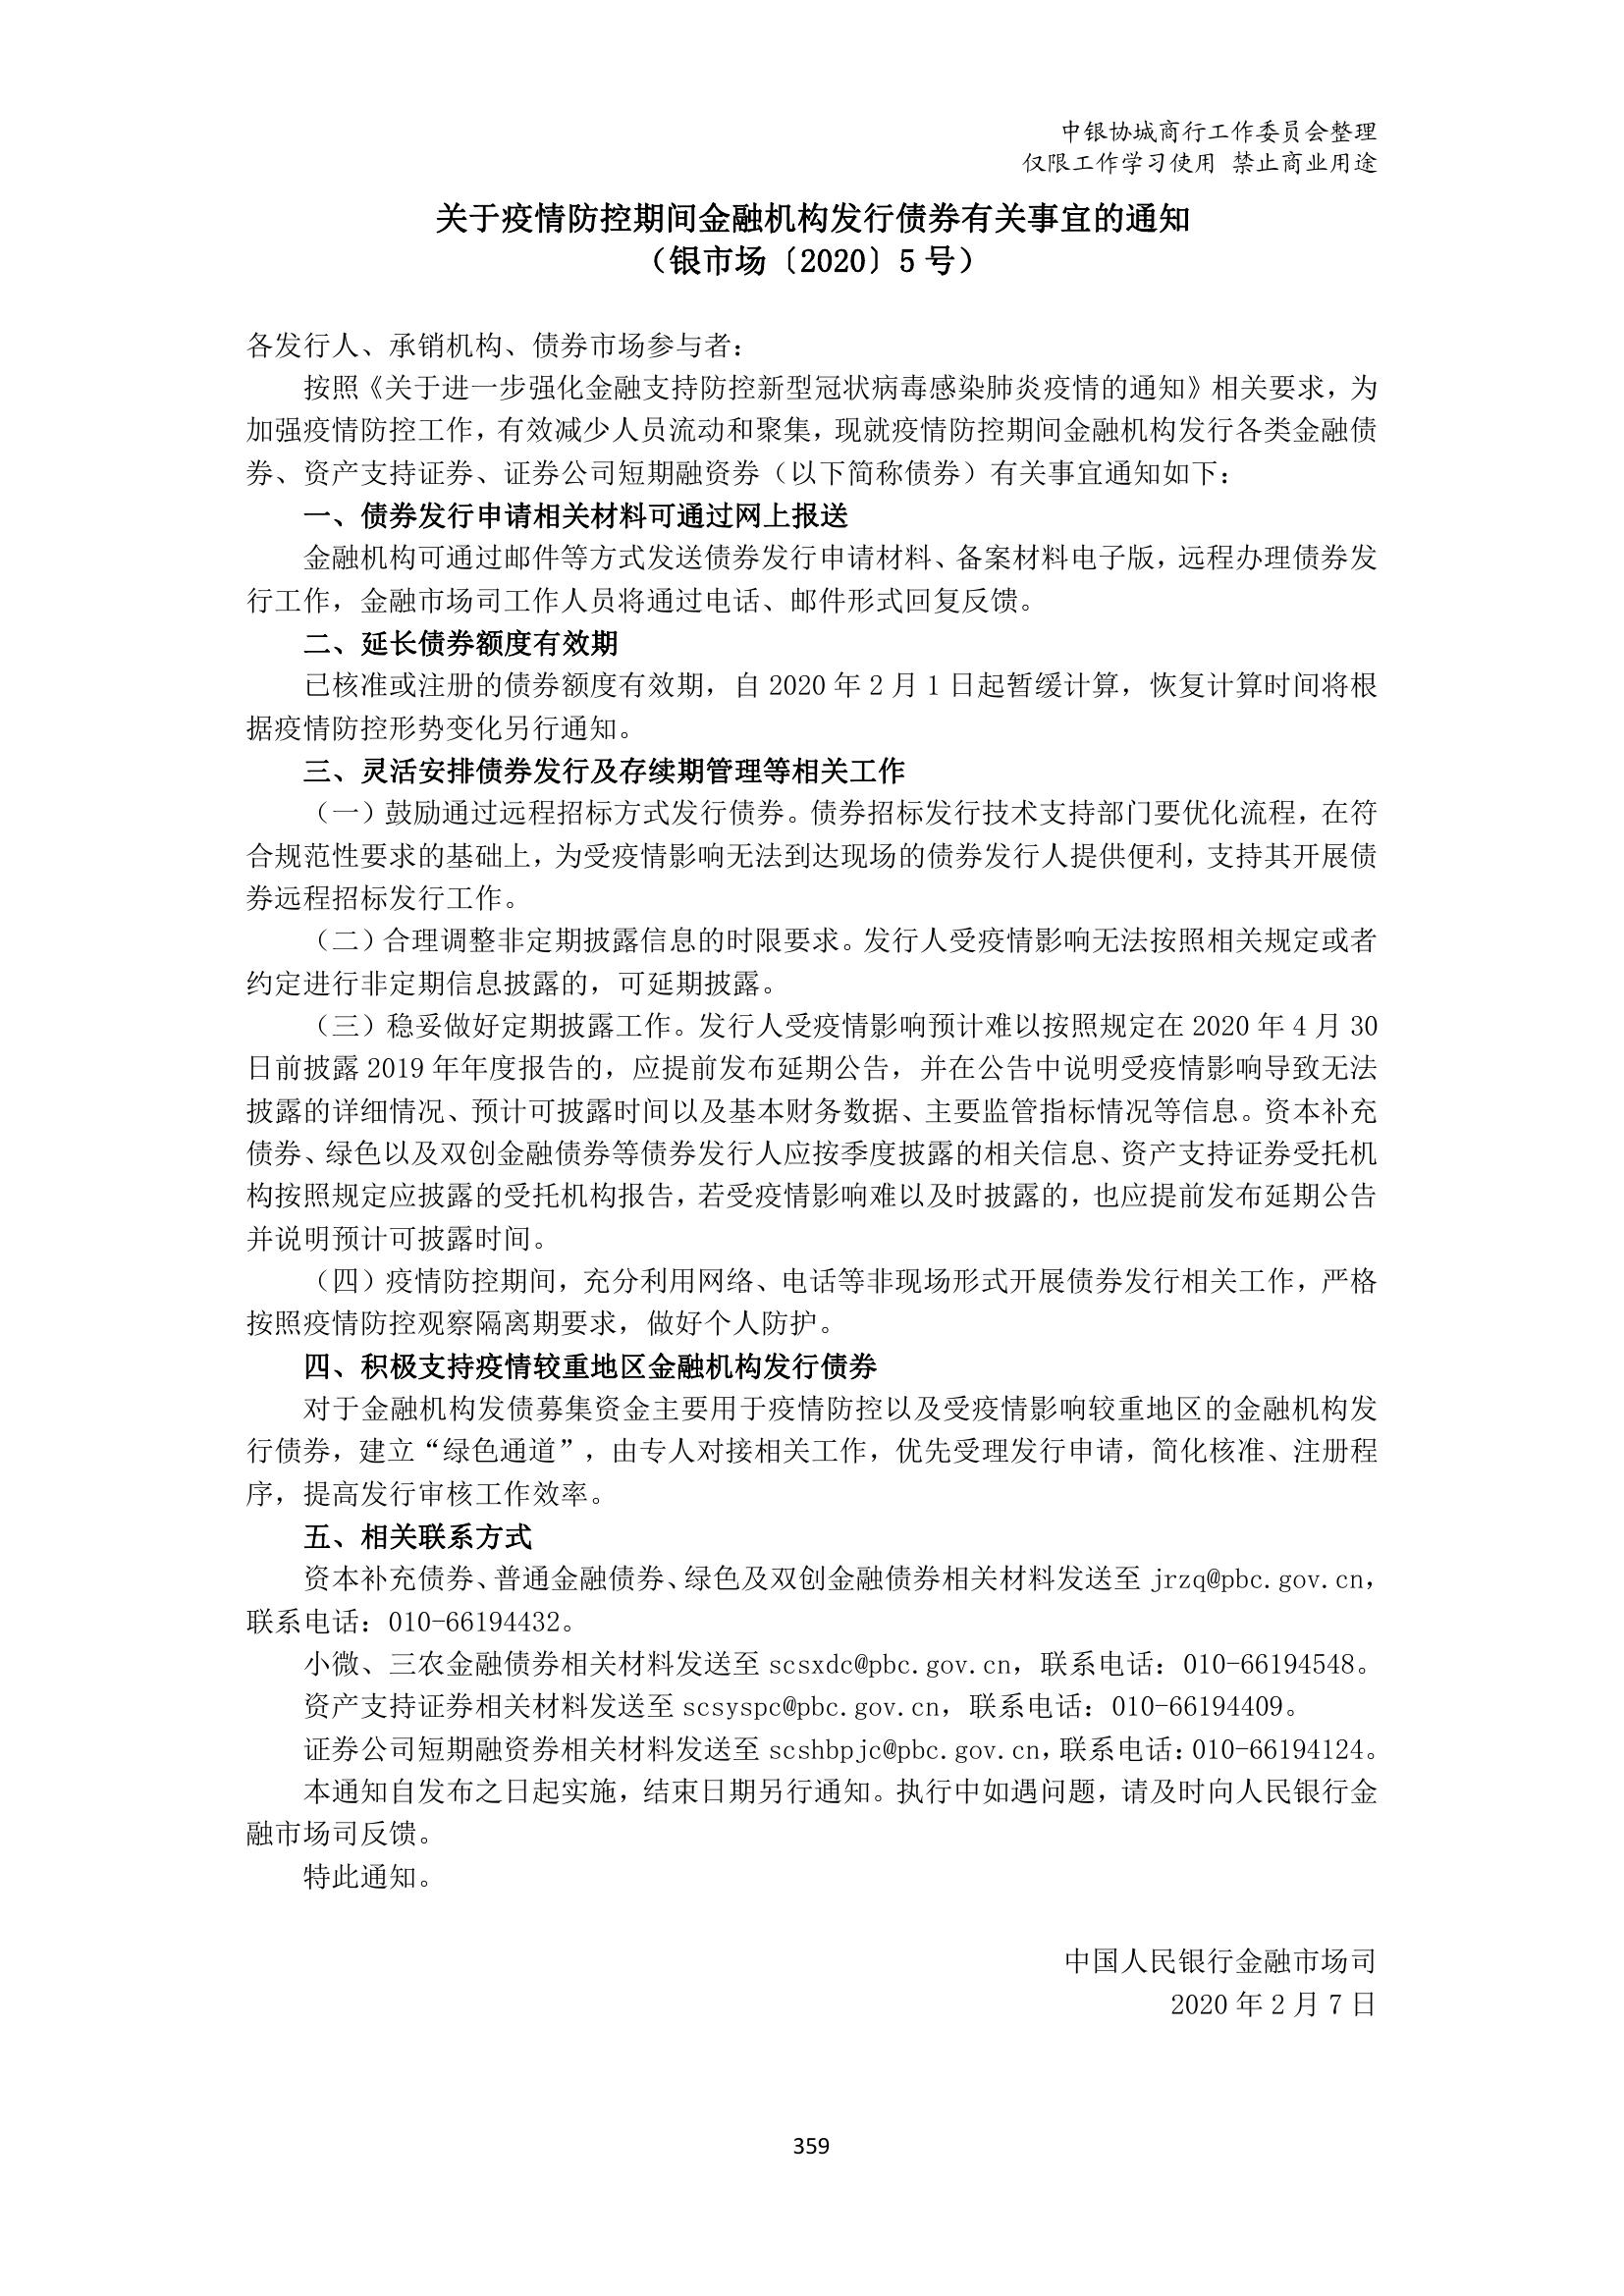 中银协城商行工作委员会整理
仅限工作学习使用 禁止商业用途
关于疫情防控期间金融机构发行债券有关事宜的通知
（银市场〔2020〕5 号）
各发行人、承销机构、债券市场参与者：
按照《关于进一步强化金融支持防控新型冠状病毒感染肺炎疫情的通知》相关要求，为
加强疫情防控工作，有效减少人员流动和聚集，现就疫情防控期间金融机构发行各类金融债
券、资产支持证券、证券公司短期融资券（以下简称债券）有关事宜通知如下：
一、债券发行申请相关材料可通过网上报送
金融机构可通过邮件等方式发送债券发行申请材料、备案材料电子版，远程办理债券发
行工作，金融市场司工作人员将通过电话、邮件形式回复反馈。
二、延长债券额度有效期
已核准或注册的债券额度有效期，自 2020 年 2 月 1 日起暂缓计算，恢复计算时间将根
据疫情防控形势变化另行通知。
三、灵活安排债券发行及存续期管理等相关工作
（一）鼓励通过远程招标方式发行债券。债券招标发行技术支持部门要优化流程，在符
合规范性要求的基础上，为受疫情影响无法到达现场的债券发行人提供便利，支持其开展债
券远程招标发行工作。
（二）合理调整非定期披露信息的时限要求。发行人受疫情影响无法按照相关规定或者
约定进行非定期信息披露的，可延期披露。
（三）稳妥做好定期披露工作。发行人受疫情影响预计难以按照规定在 2020 年 4 月 30
日前披露 2019 年年度报告的，应提前发布延期公告，并在公告中说明受疫情影响导致无法
披露的详细情况、预计可披露时间以及基本财务数据、主要监管指标情况等信息。资本补充
债券、绿色以及双创金融债券等债券发行人应按季度披露的相关信息、资产支持证券受托机
构按照规定应披露的受托机构报告，若受疫情影响难以及时披露的，也应提前发布延期公告
并说明预计可披露时间。
（四）疫情防控期间，充分利用网络、电话等非现场形式开展债券发行相关工作，严格
按照疫情防控观察隔离期要求，做好个人防护。
四、积极支持疫情较重地区金融机构发行债券
对于金融机构发债募集资金主要用于疫情防控以及受疫情影响较重地区的金融机构发
行债券，建立“绿色通道”，由专人对接相关工作，优先受理发行申请，简化核准、注册程
序，提高发行审核工作效率。
五、相关联系方式
资本补充债券、普通金融债券、绿色及双创金融债券相关材料发送至 jrzq@pbc.gov.cn，
联系电话：010-66194432。
小微、三农金融债券相关材料发送至 scsxdc@pbc.gov.cn，联系电话：010-66194548。
资产支持证券相关材料发送至 scsyspc@pbc.gov.cn，联系电话：010-66194409。
证券公司短期融资券相关材料发送至 scshbpjc@pbc.gov.cn，联系电话：010-66194124。
本通知自发布之日起实施，结束日期另行通知。执行中如遇问题，请及时向人民银行金
融市场司反馈。
特此通知。
中国人民银行金融市场司
2020 年 2 月 7 日
359